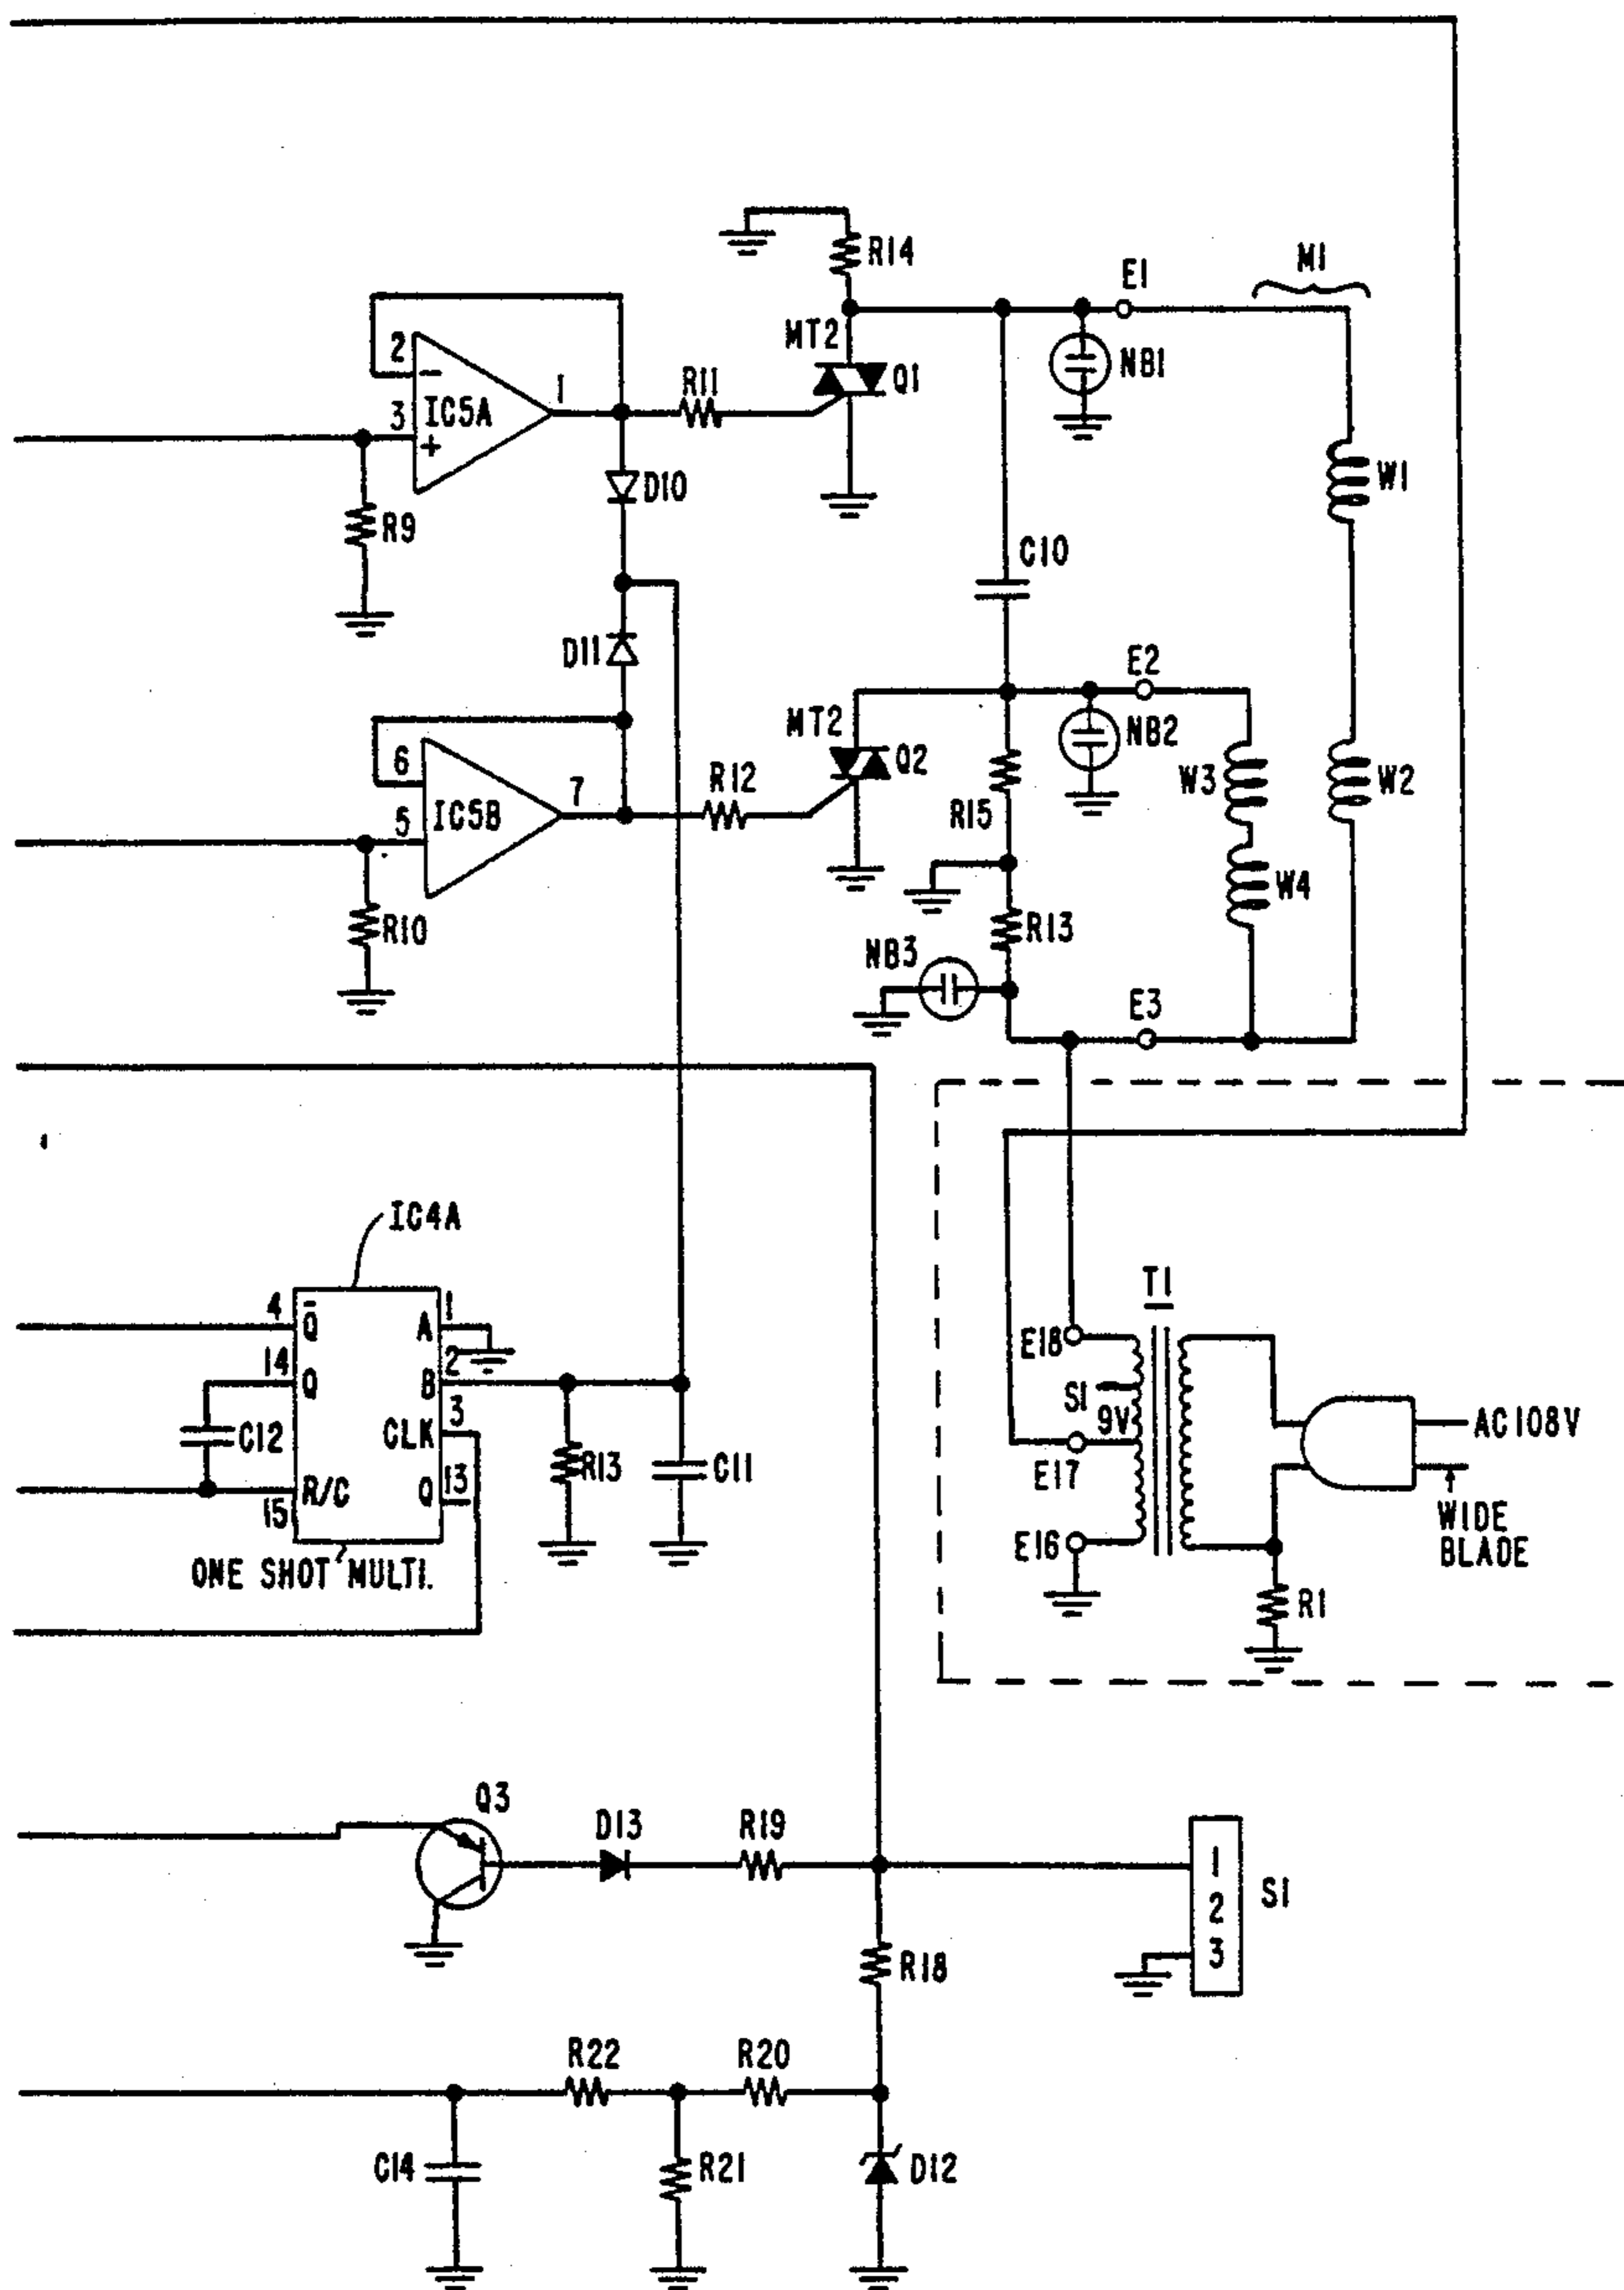 R14
M1
E1
MT2
Q1
NB1
2
−
IC5A
1
3
+
R11
W1
D10
R9
C10
D11
E2
MT2
Q2
NB2
6
7
IC5B
5
R12
R15
W3
W2
W4
R10
R13
NB3
E3
IC4A
4
Q̄
A
1
14
Q
B
2
C12
CLK
3
R13
C11
R/C
15
Q
13
ONE SHOT MULTI.
T1
E18
S1
9V
E17
E16
AC108V
WIDE
BLADE
R1
Q3
D13
R19
1
2
3
S1
R18
R22
R20
C14
R21
D12